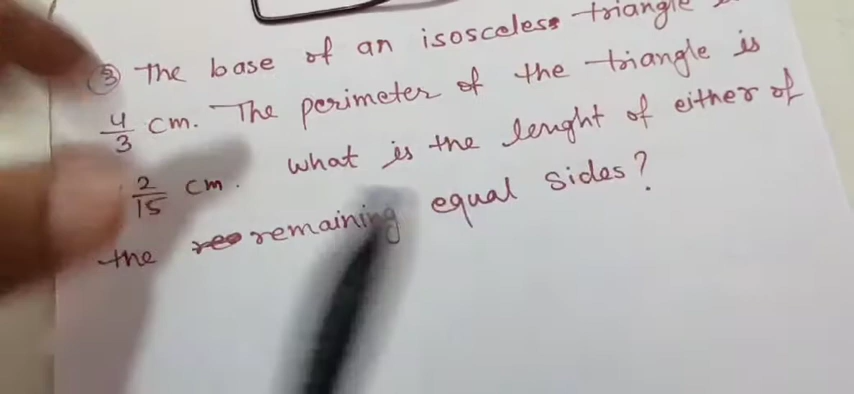 ③ The base of an isosceless triangle
4/3 cm. The perimeter of the triangle is
2/15 cm. what is the lenght of either of
the remaining equal sides?